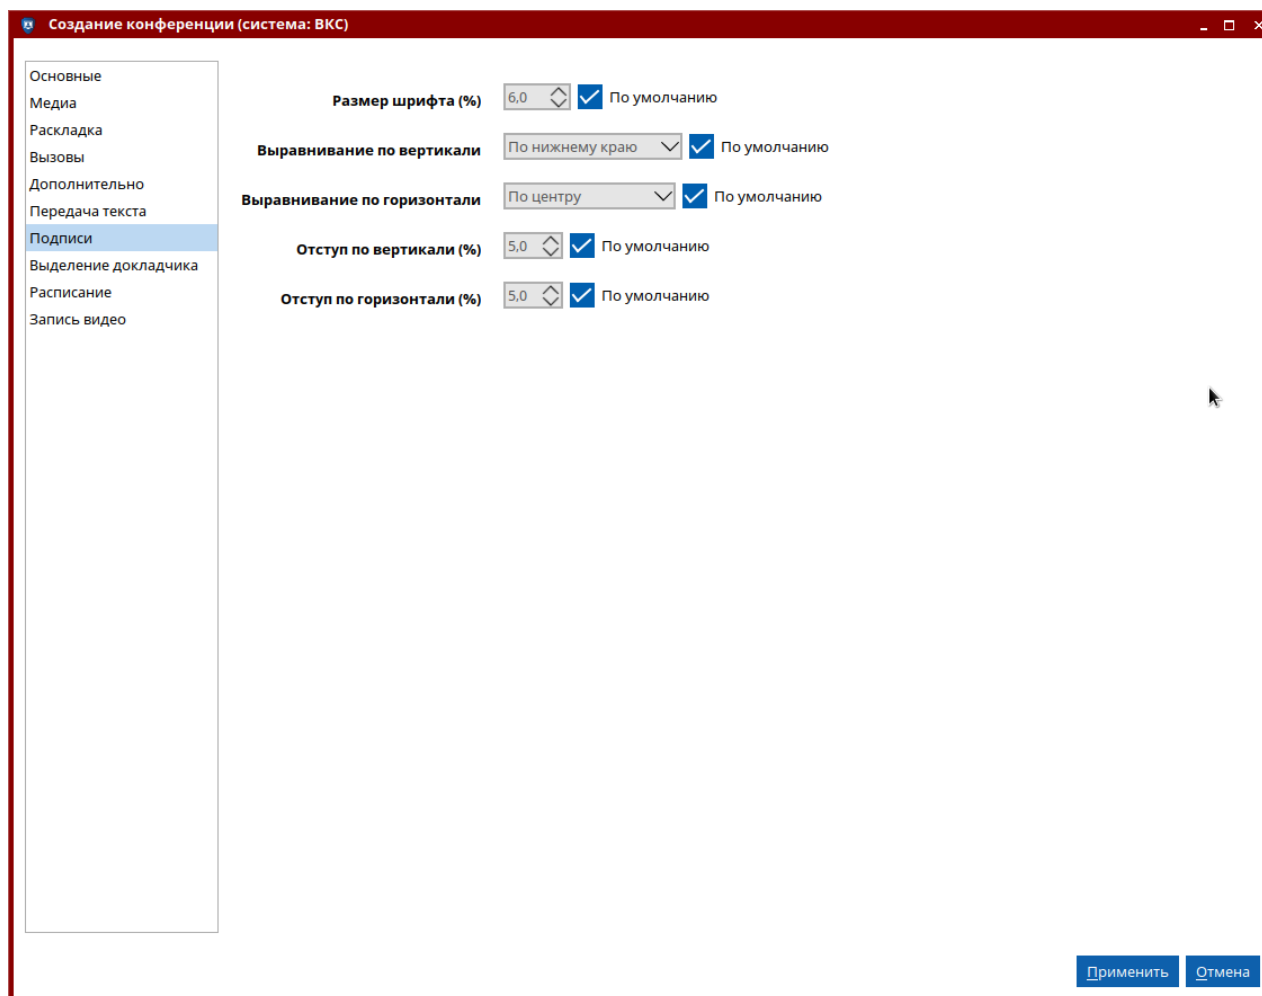 Создание конференции (система: ВКС)
Основные
Медиа
Раскладка
Вызовы
Дополнительно
Передача текста
Подписи
Выделение докладчика
Расписание
Запись видео
Размер шрифта (%) 6,0 По умолчанию
Выравнивание по вертикали По нижнему краю По умолчанию
Выравнивание по горизонтали По центру По умолчанию
Отступ по вертикали (%) 5,0 По умолчанию
Отступ по горизонтали (%) 5,0 По умолчанию
Применить Отмена